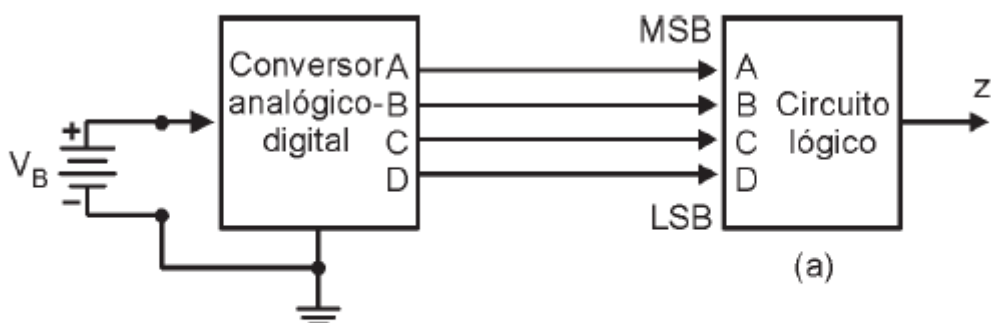 MSB
Conversor A
analógico- B
digital C
D
A
B Circuito
C lógico
D
z
+
V_B
-
LSB
(a)